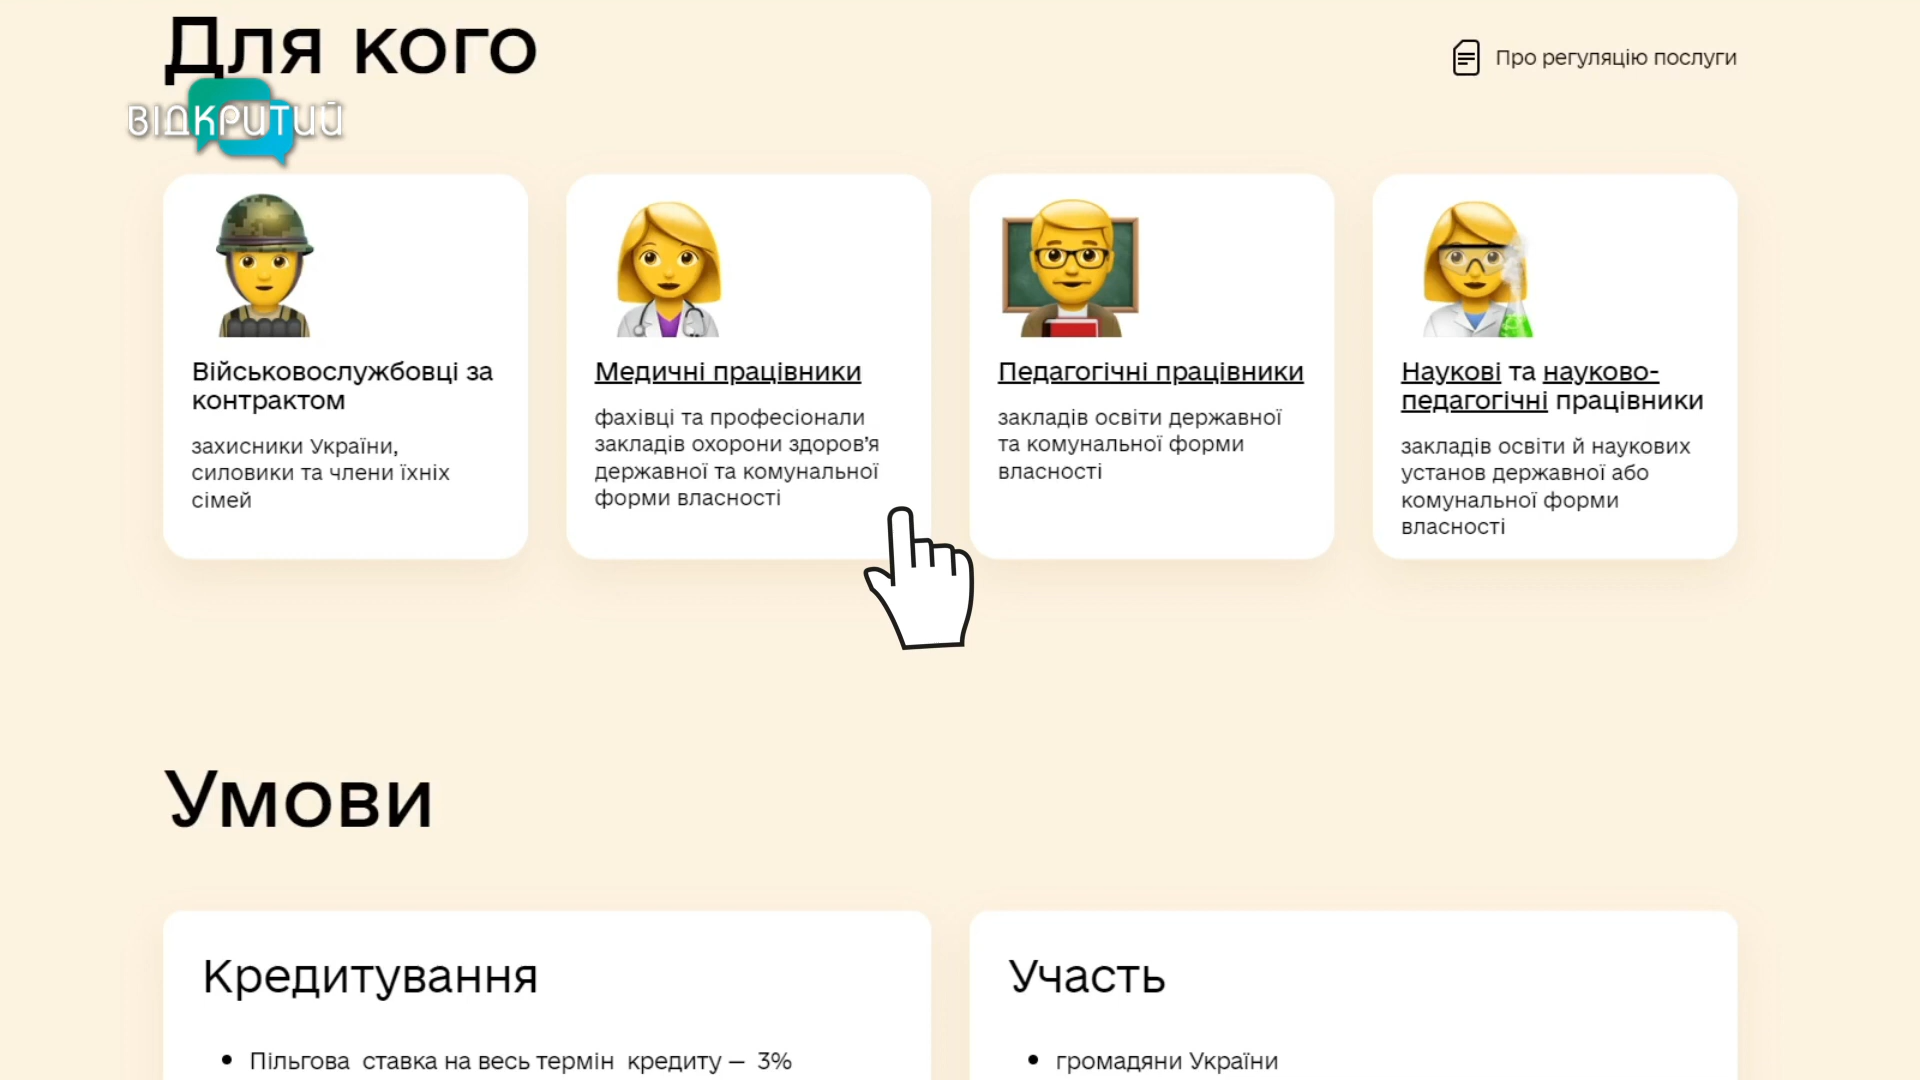 Для кого
Про регуляцію послуги
ВІДКРИТИЙ
Військовослужбовці за
контрактом
захисники України,
силовики та члени їхніх
сімей
Медичні працівники
фахівці та професіонали
закладів охорони здоров’я
державної та комунальної
форми власності
Педагогічні працівники
закладів освіти державної
та комунальної форми
власності
Наукові та науково-
педагогічні працівники
закладів освіти й наукових
установ державної або
комунальної форми
власності
Умови
Кредитування
• Пільгова ставка на весь термін кредиту — 3%
Участь
• громадяни України